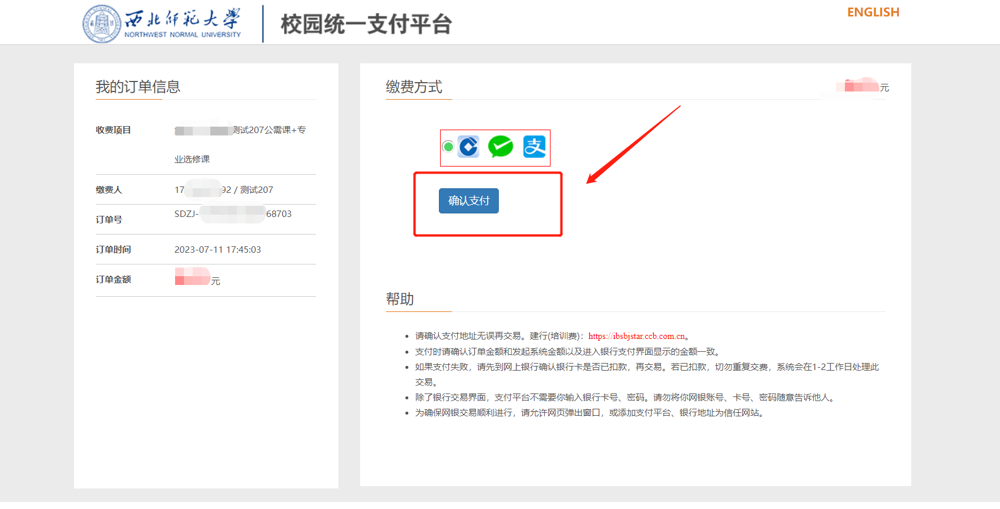 西北师范大学
NORTHWEST NORMAL UNIVERSITY
校园统一支付平台
ENGLISH
我的订单信息
收费项目
测试207公需课+专
业选修课
缴费人
17 92 / 测试207
订单号
SDZJ- 68703
订单时间
2023-07-11 17:45:03
订单金额
元
缴费方式
元
支
确认支付
帮助
请确认支付地址无误再交易。建行(培训费)：https://ibsbjstar.ccb.com.cn。
支付时请确认订单金额和发起系统金额以及进入银行支付界面显示的金额一致。
如果支付失败，请先到网上银行确认银行卡是否已扣款，再交易。若已扣款，切勿重复交费，系统会在1-2工作日处理此
交易。
除了银行交易界面，支付平台不需要你输入银行卡号、密码。请勿将你网银账号、卡号、密码随意告诉他人。
为确保网银交易顺利进行，请允许网页弹出窗口，或添加支付平台、银行地址为信任网站。